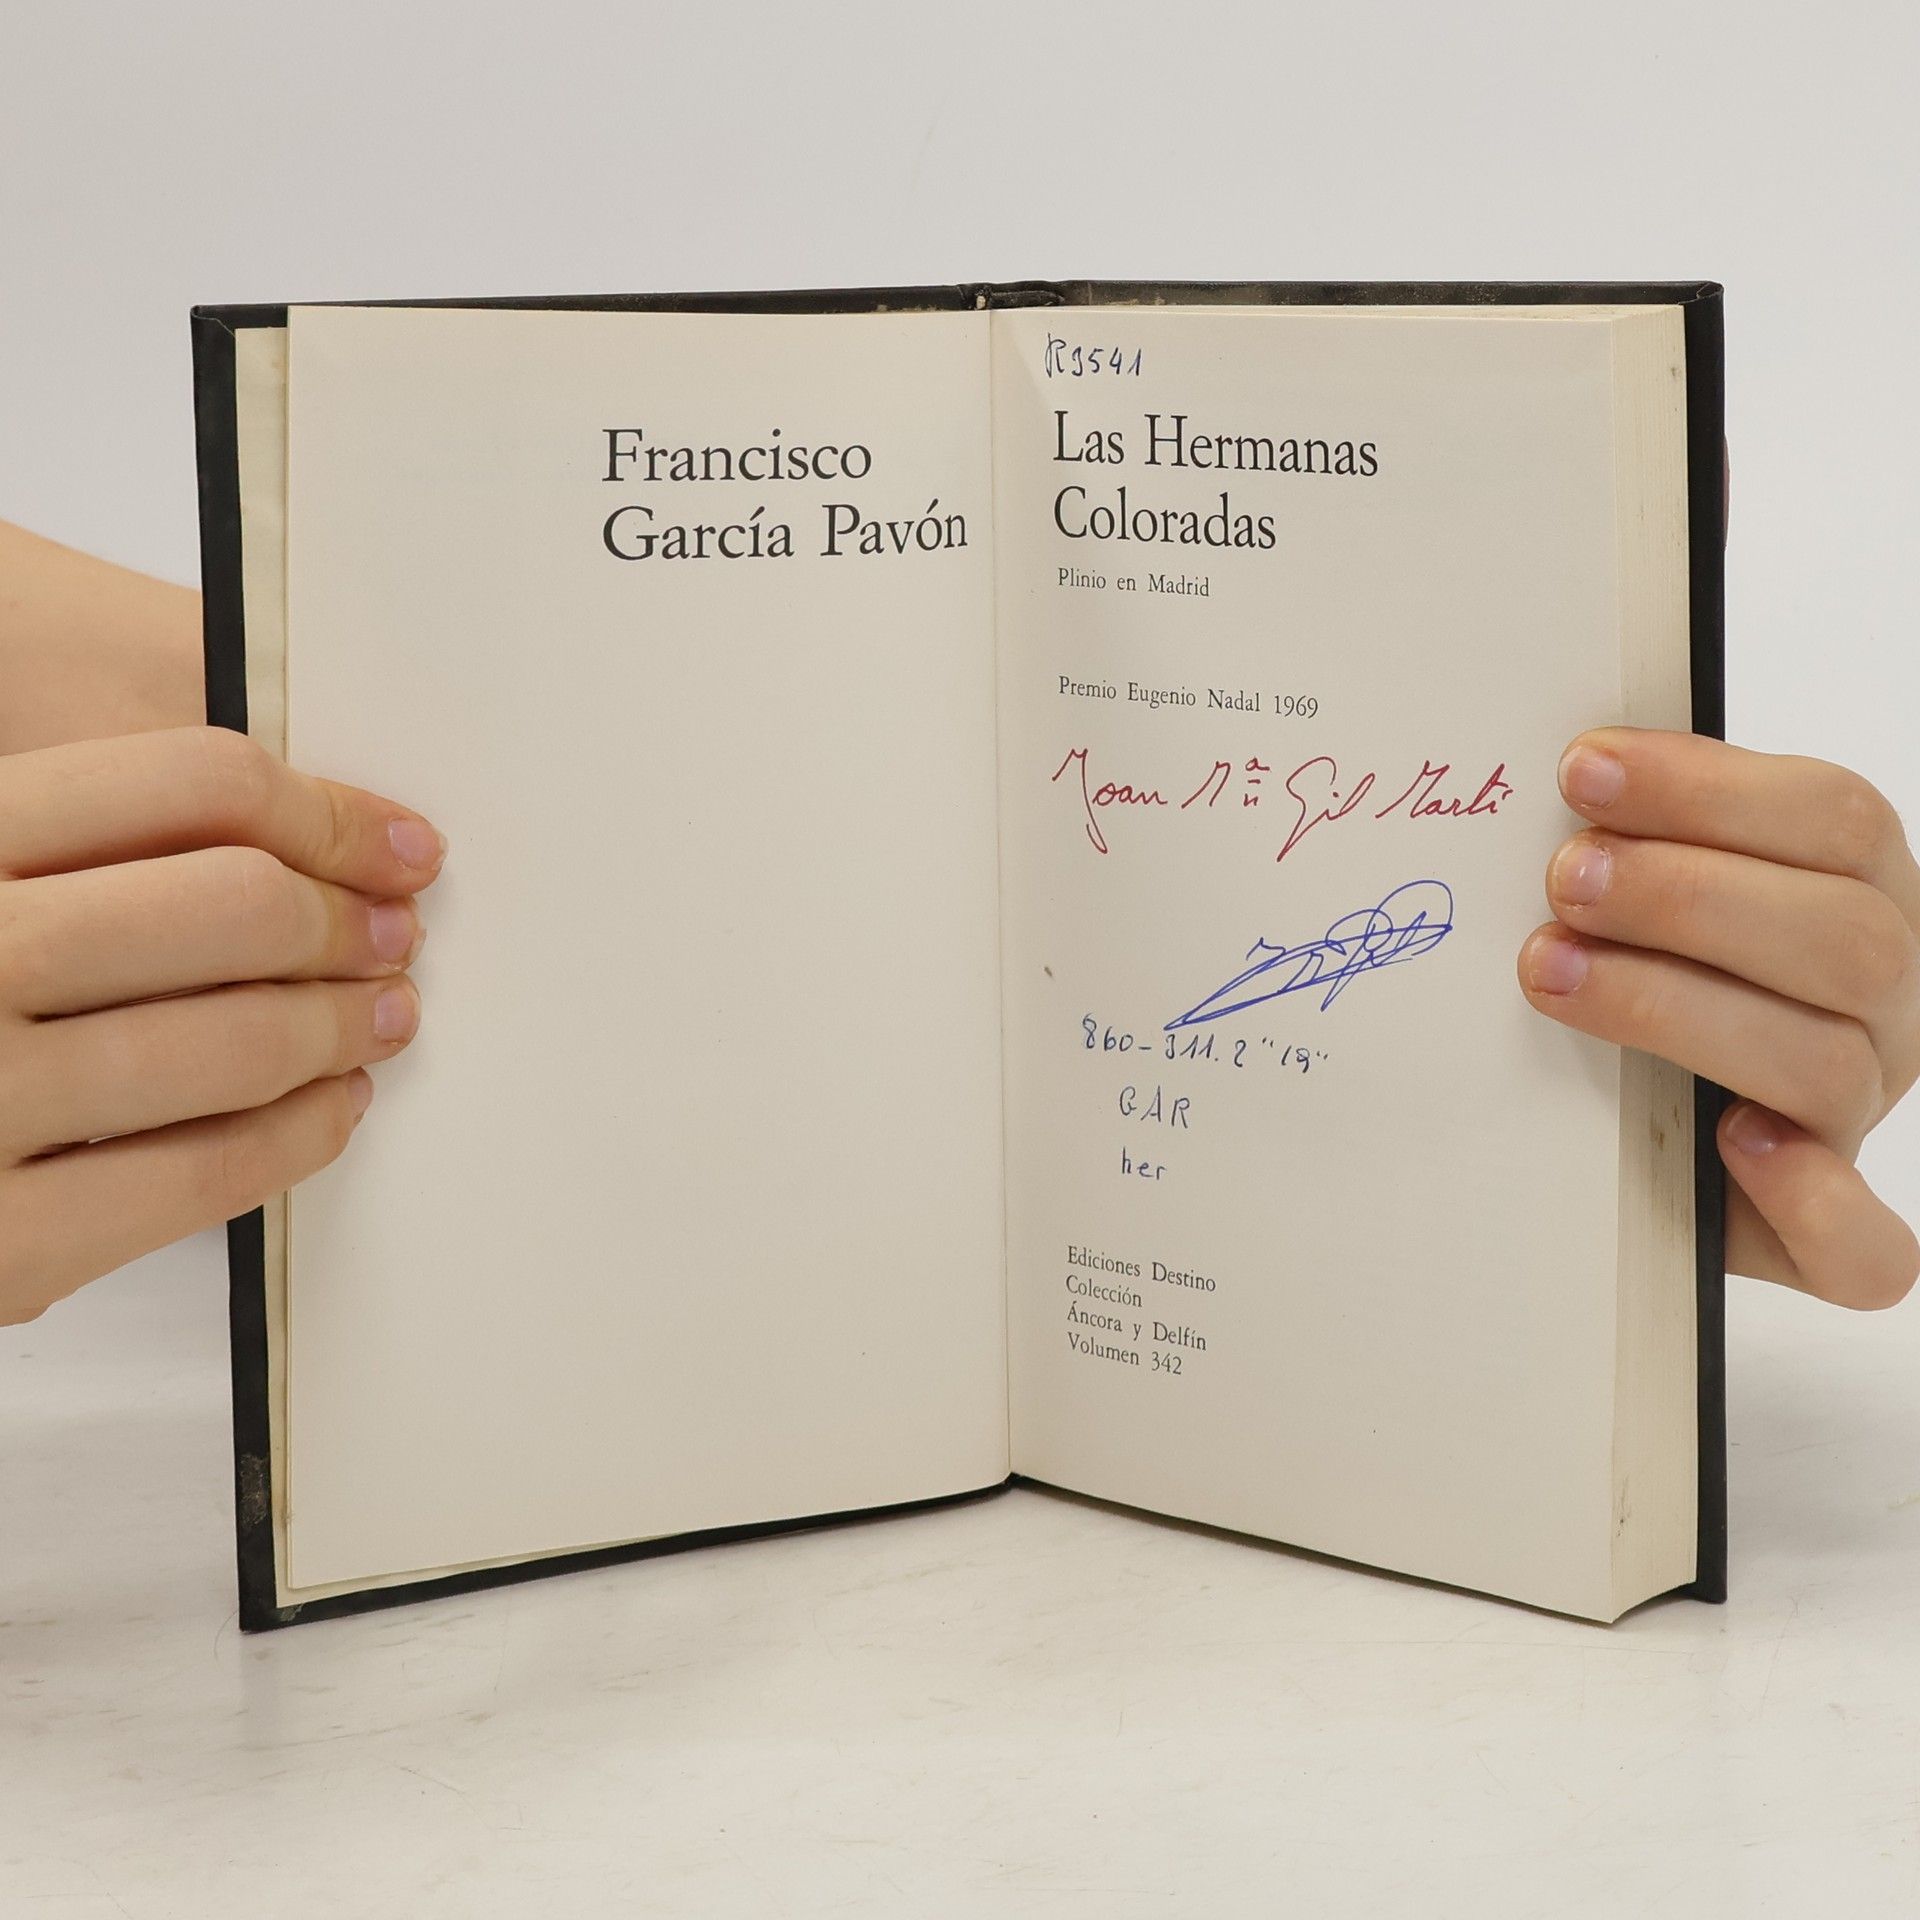 Francisco
García Pavón
R3541
Las Hermanas
Coloradas
Plinio en Madrid
Premio Eugenio Nadal 1969
Joan Mª Gil Martí
860-311.2 "19"
GAR
her
Ediciones Destino
Colección
Áncora y Delfín
Volumen 342